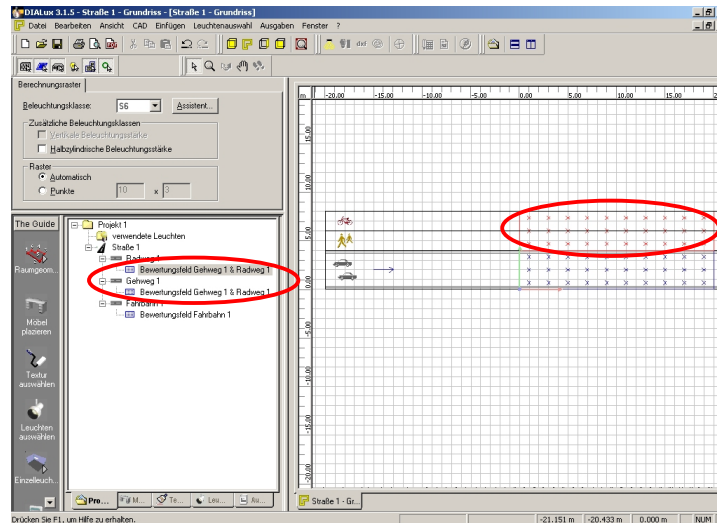 DIALux 3.1.5 - Straße 1 - Grundriss - [Straße 1 - Grundriss]
Datei Bearbeiten Ansicht CAD Einfügen Leuchtenauswahl Ausgaben Fenster ?
Berechnungsraster
Beleuchtungsklasse: S6 Assistent...
Zusätzliche Beleuchtungsklassen
Vertikale Beleuchtungsstärke
Halbzylindrische Beleuchtungsstärke
Raster
Automatisch
Punkte 10 x 3
The Guide
Raumgeom...
Möbel plazieren
Textur auswählen
Leuchten auswählen
Einzelleuch...
Projekt 1
verwendete Leuchten
Straße 1
Radweg 1
Bewertungsfeld Gehweg 1 & Radweg 1
Gehweg 1
Bewertungsfeld Gehweg 1 & Radweg 1
Fahrbahn 1
Bewertungsfeld Fahrbahn 1
Pro... M... Te... Leu... Au...
m -20.00 -15.00 -10.00 -5.00 0.00 5.00 10.00 15.00
15.00
10.00
5.00
0.00
-5.00
-10.00
-15.00
-20.00
Straße 1 - Gr...
Drücken Sie F1, um Hilfe zu erhalten. -21.151 m -20.433 m 0.000 m NUM